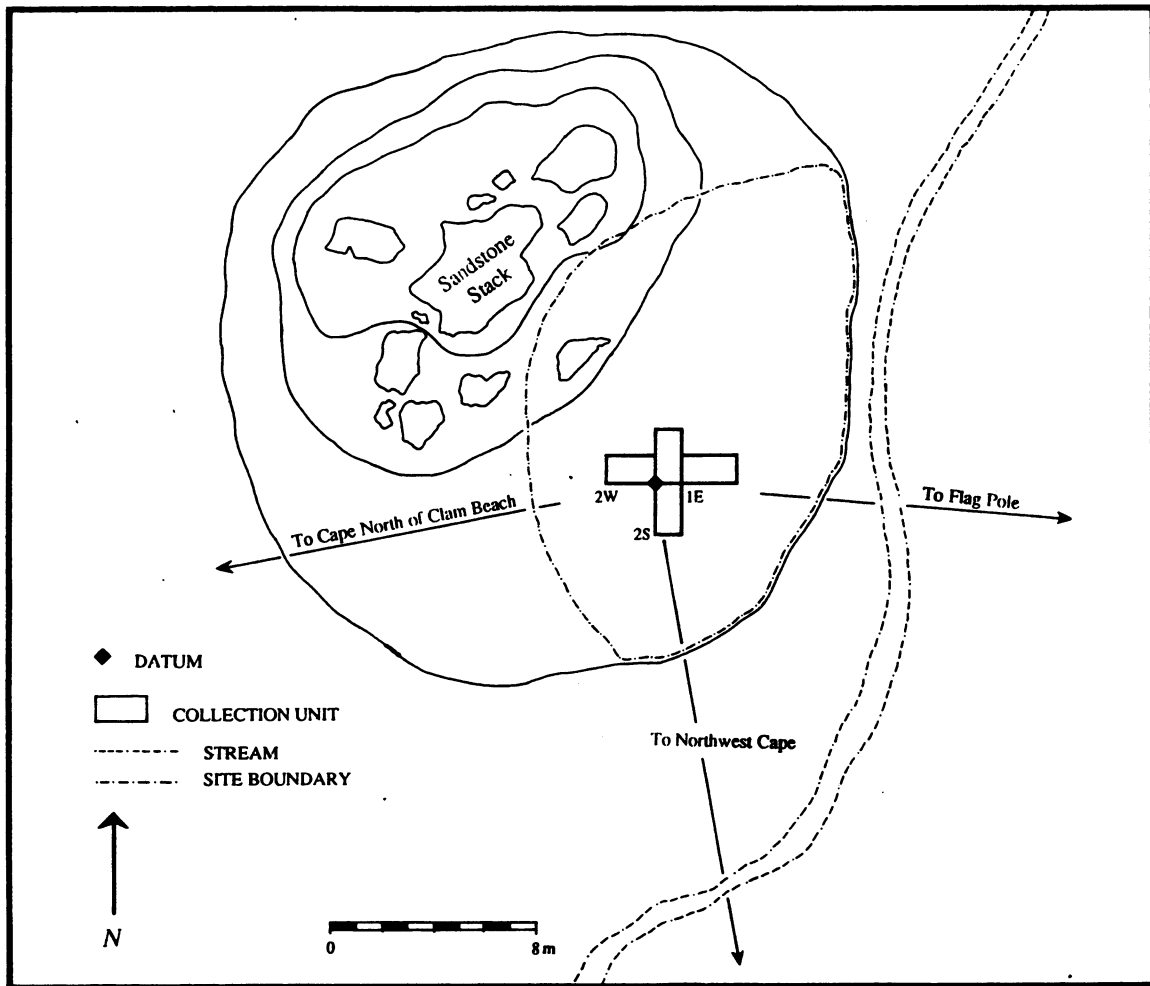 Sandstone
Stack
2W
1E
2S
To Cape North of Clam Beach
To Flag Pole
DATUM
COLLECTION UNIT
STREAM
SITE BOUNDARY
To Northwest Cape
N
0
8 m